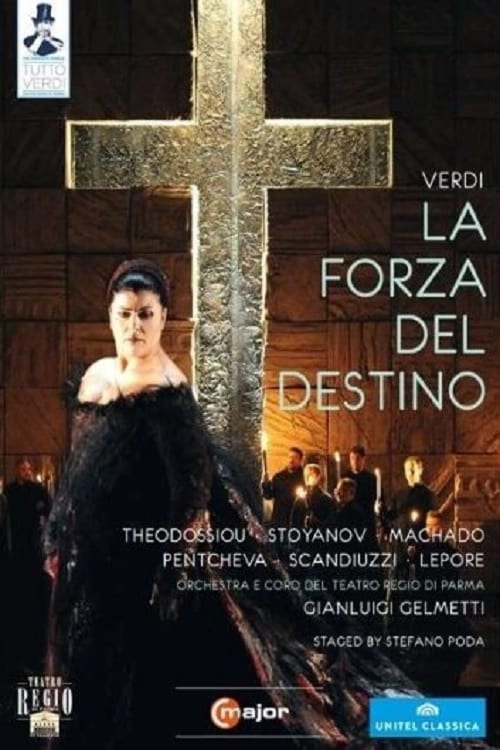 TUTTO
VERDI
VERDI
LA
FORZA
DEL
DESTINO
THEODOSSIOU · STOYANOV · MACHADO
PENTCHEVA · SCANDIUZZI · LEPORE
ORCHESTRA E CORO DEL TEATRO REGIO DI PARMA
GIANLUIGI GELMETTI
STAGED BY STEFANO PODA
TEATRO
REGIO
C major
UNITEL CLASSICA